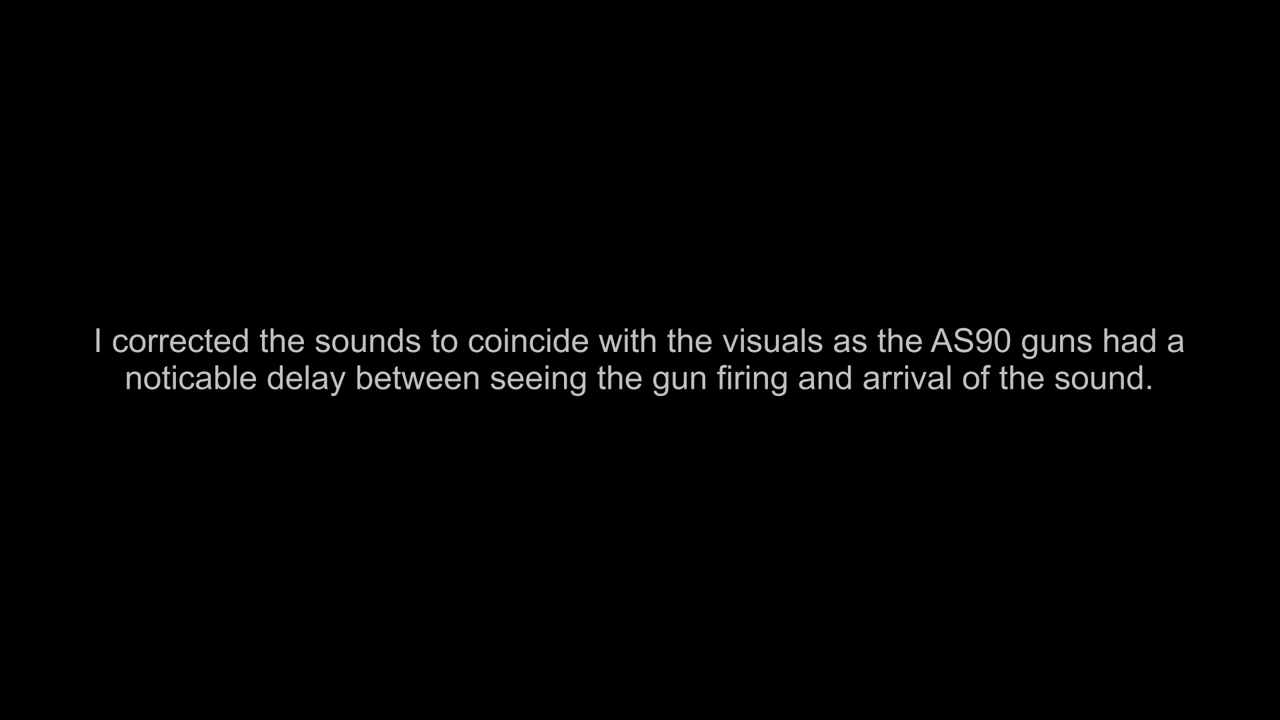 I corrected the sounds to coincide with the visuals as the AS90 guns had a
noticable delay between seeing the gun firing and arrival of the sound.